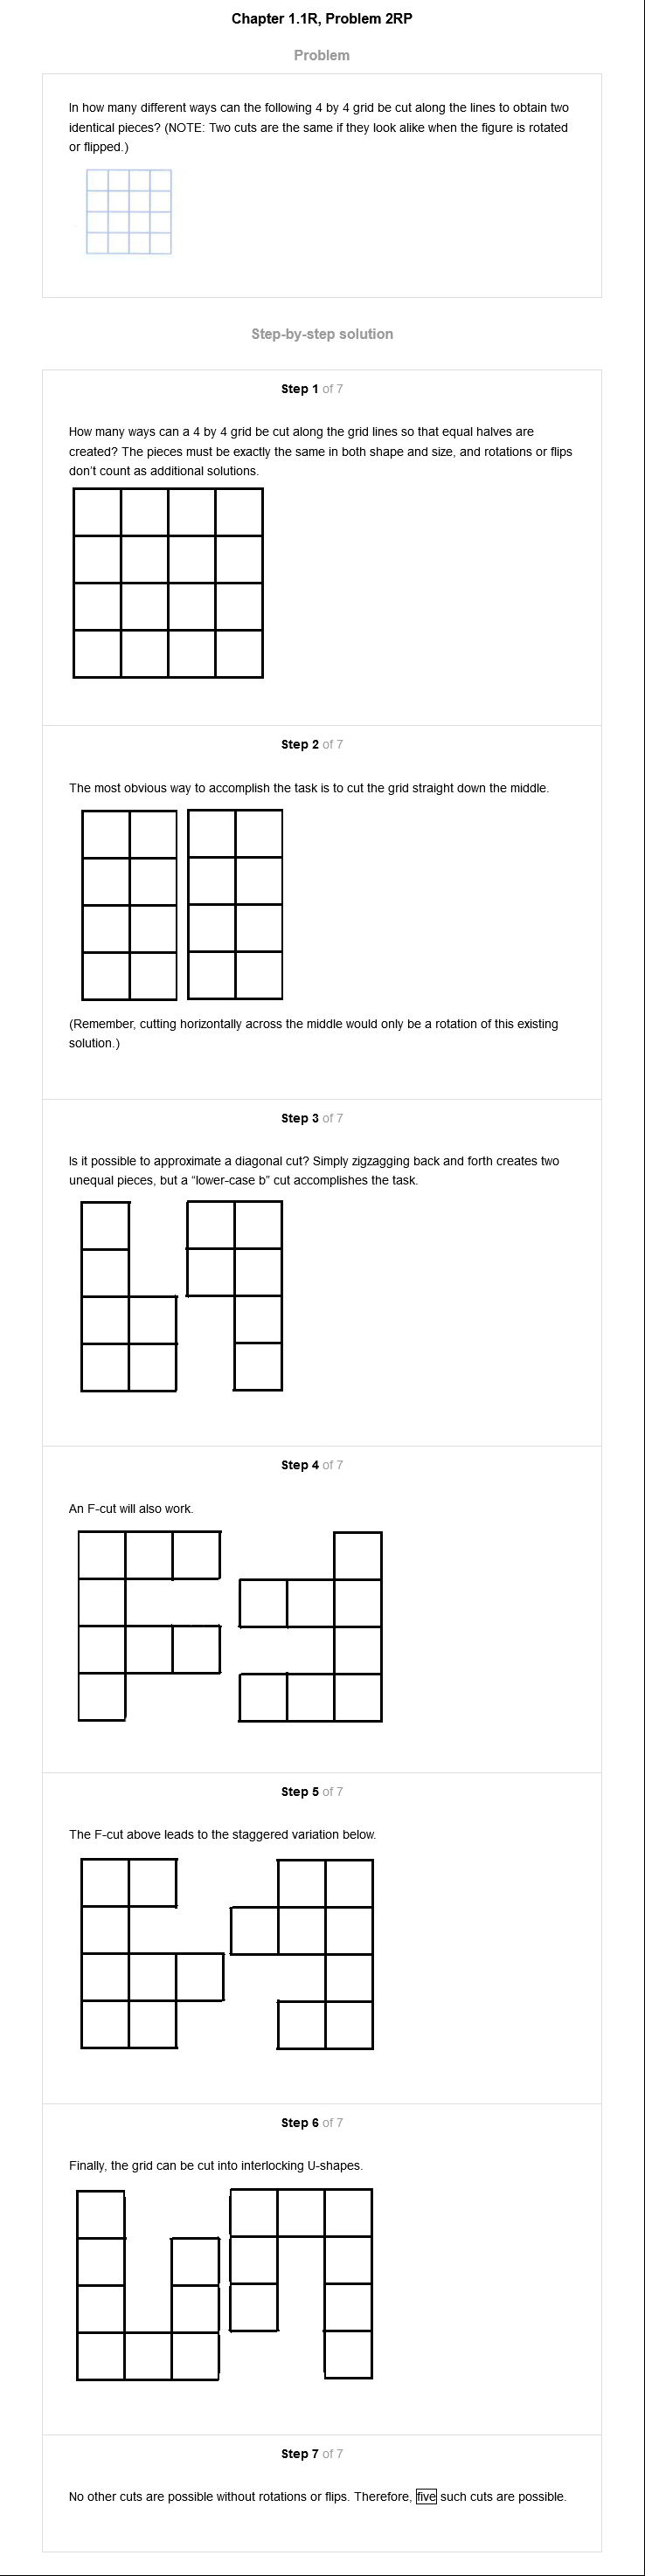 Chapter 1.1R, Problem 2RP
Problem
In how many different ways can the following 4 by 4 grid be cut along the lines to obtain two
identical pieces? (NOTE: Two cuts are the same if they look alike when the figure is rotated
or flipped.)
Step-by-step solution
Step 1 of 7
How many ways can a 4 by 4 grid be cut along the grid lines so that equal halves are
created? The pieces must be exactly the same in both shape and size, and rotations or flips
don't count as additional solutions.
Step 2 of 7
The most obvious way to accomplish the task is to cut the grid straight down the middle.
(Remember, cutting horizontally across the middle would only be a rotation of this existing
solution.)
Step 3 of 7
Is it possible to approximate a diagonal cut? Simply zigzagging back and forth creates two
unequal pieces, but a “lower-case b” cut accomplishes the task.
Step 4 of 7
An F-cut will also work.
Step 5 of 7
The F-cut above leads to the staggered variation below.
Step 6 of 7
Finally, the grid can be cut into interlocking U-shapes.
Step 7 of 7
No other cuts are possible without rotations or flips. Therefore, five such cuts are possible.